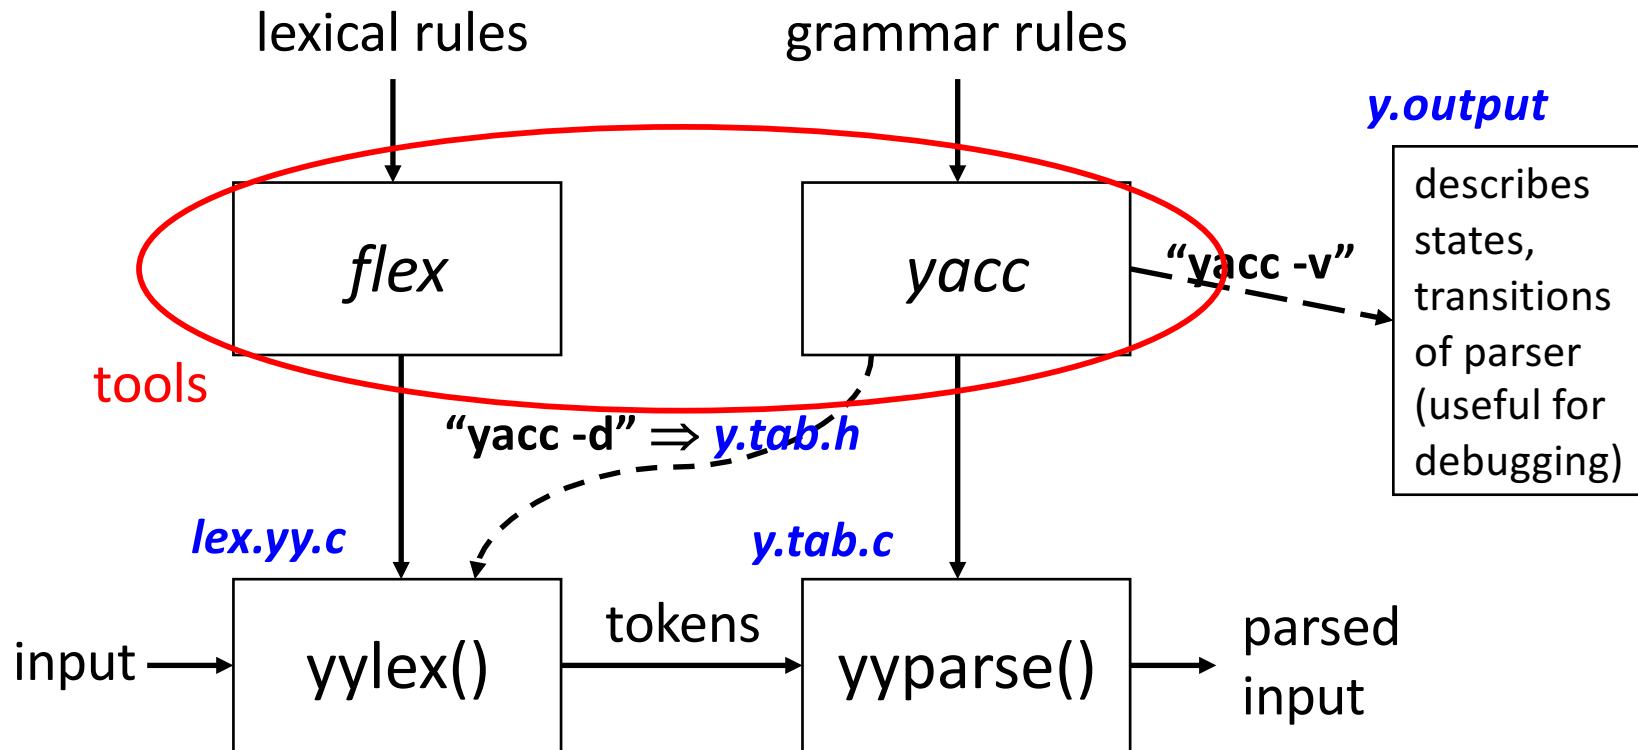 lexical rules
grammar rules
y.output
describes
states,
transitions
of parser
(useful for
debugging)
flex
yacc
“yacc -v”
tools
“yacc -d” ⇒ y.tab.h
lex.yy.c
y.tab.c
input
yylex()
tokens
yyparse()
parsed
input